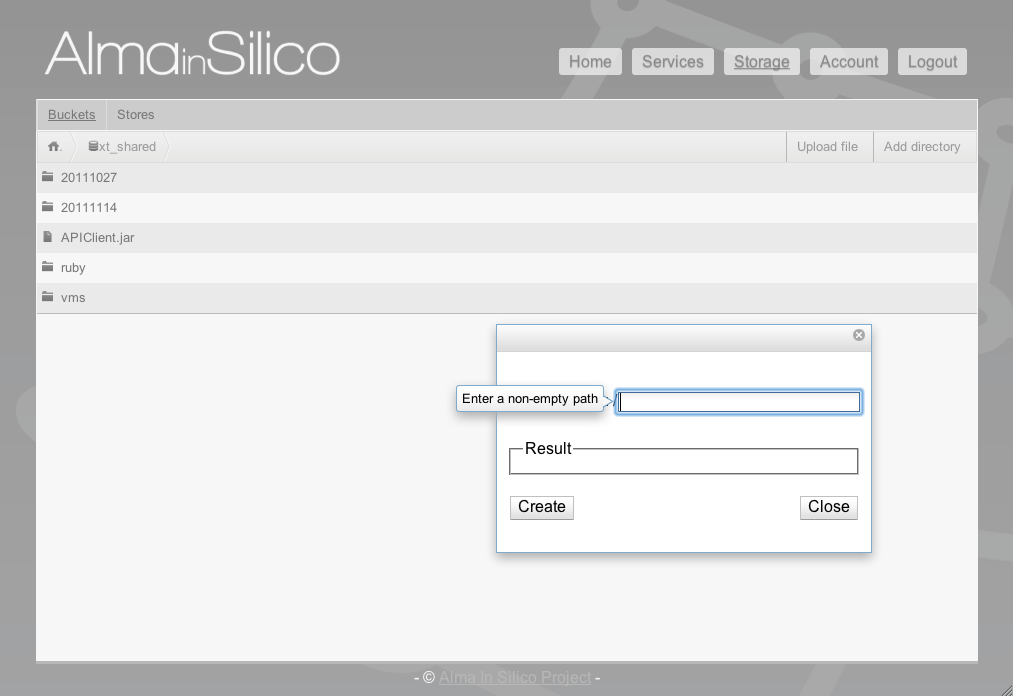 AlmainSilico
Home Services Storage Account Logout
Buckets Stores
. xt_shared Upload file Add directory
20111027
20111114
APIClient.jar
ruby
vms
Enter a non-empty path /
Result
Create Close
- © Alma In Silico Project -